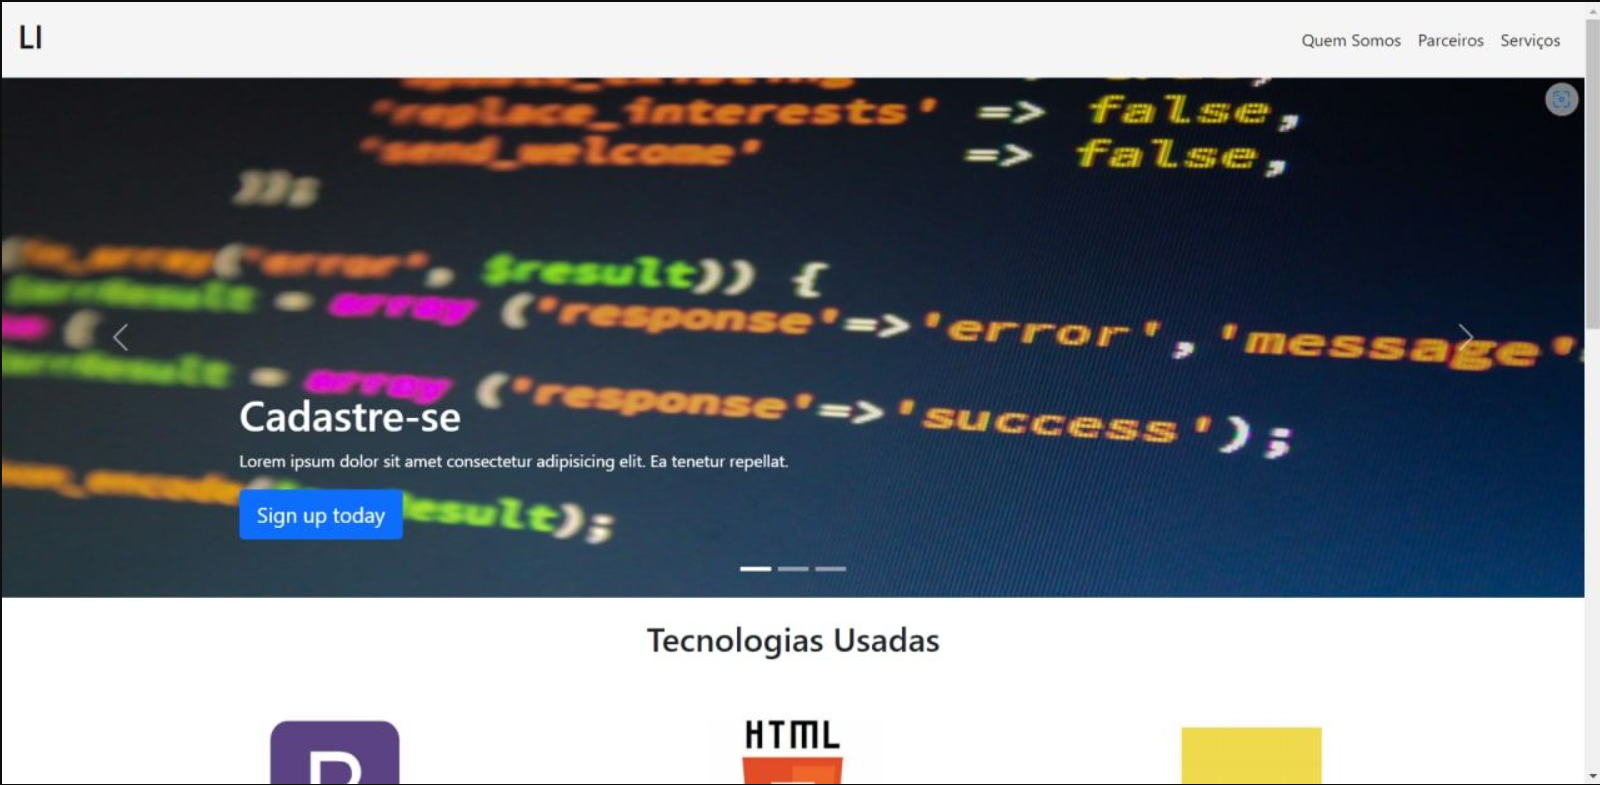 LI
Quem Somos Parceiros Serviços
'replace_interests' => false,
'send_welcome' => false,
));
("error", $result)) {
= array ('response'=>'error', 'message'
(
= array ('response'=>'success');
Cadastre-se
Lorem ipsum dolor sit amet consectetur adipisicing elit. Ea tenetur repellat.
Sign up today
);
Tecnologias Usadas
HTML